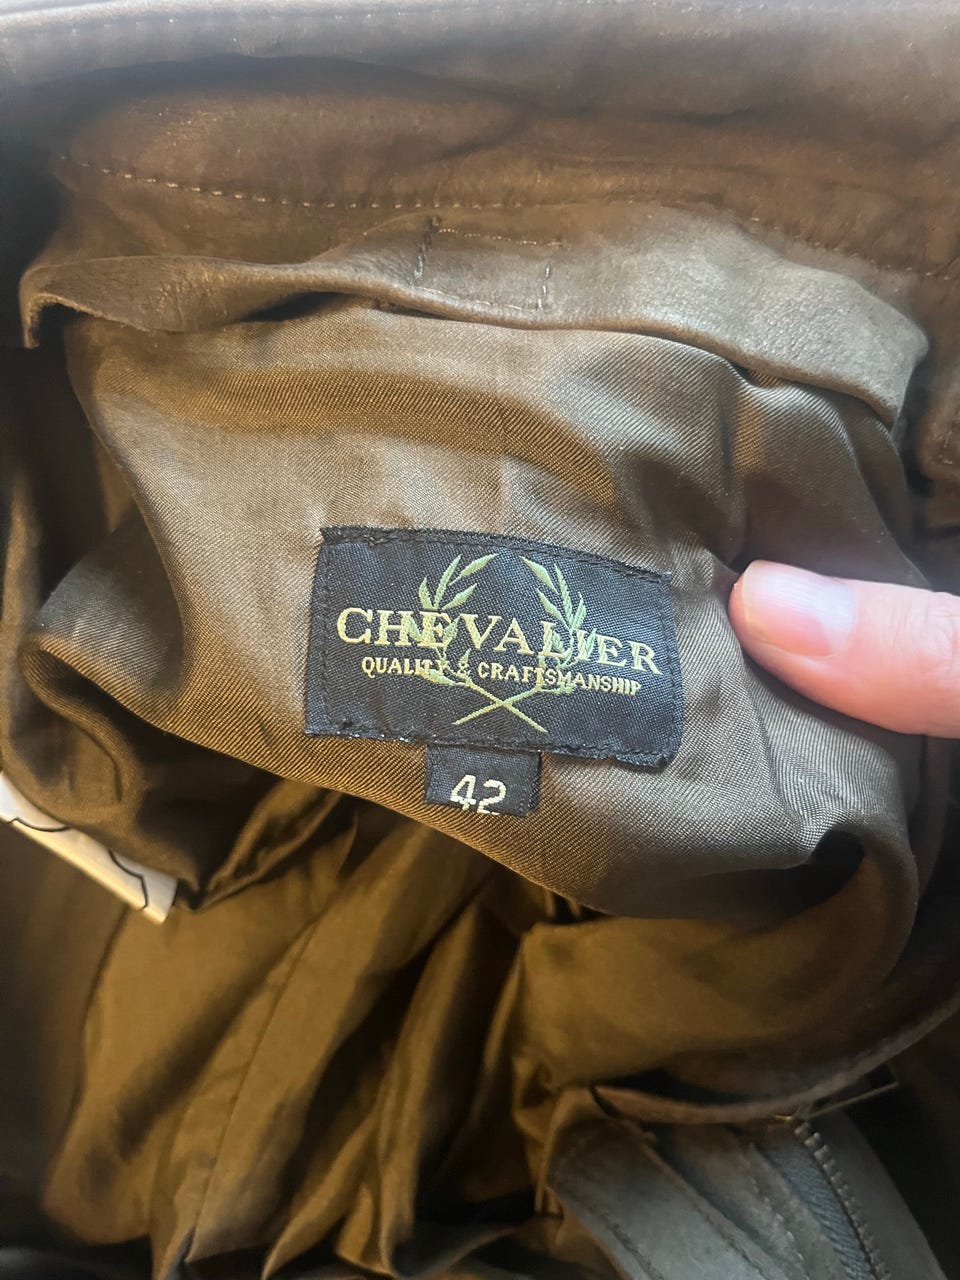 CHEVALIER
QUALITY & CRAFTSMANSHIP
42